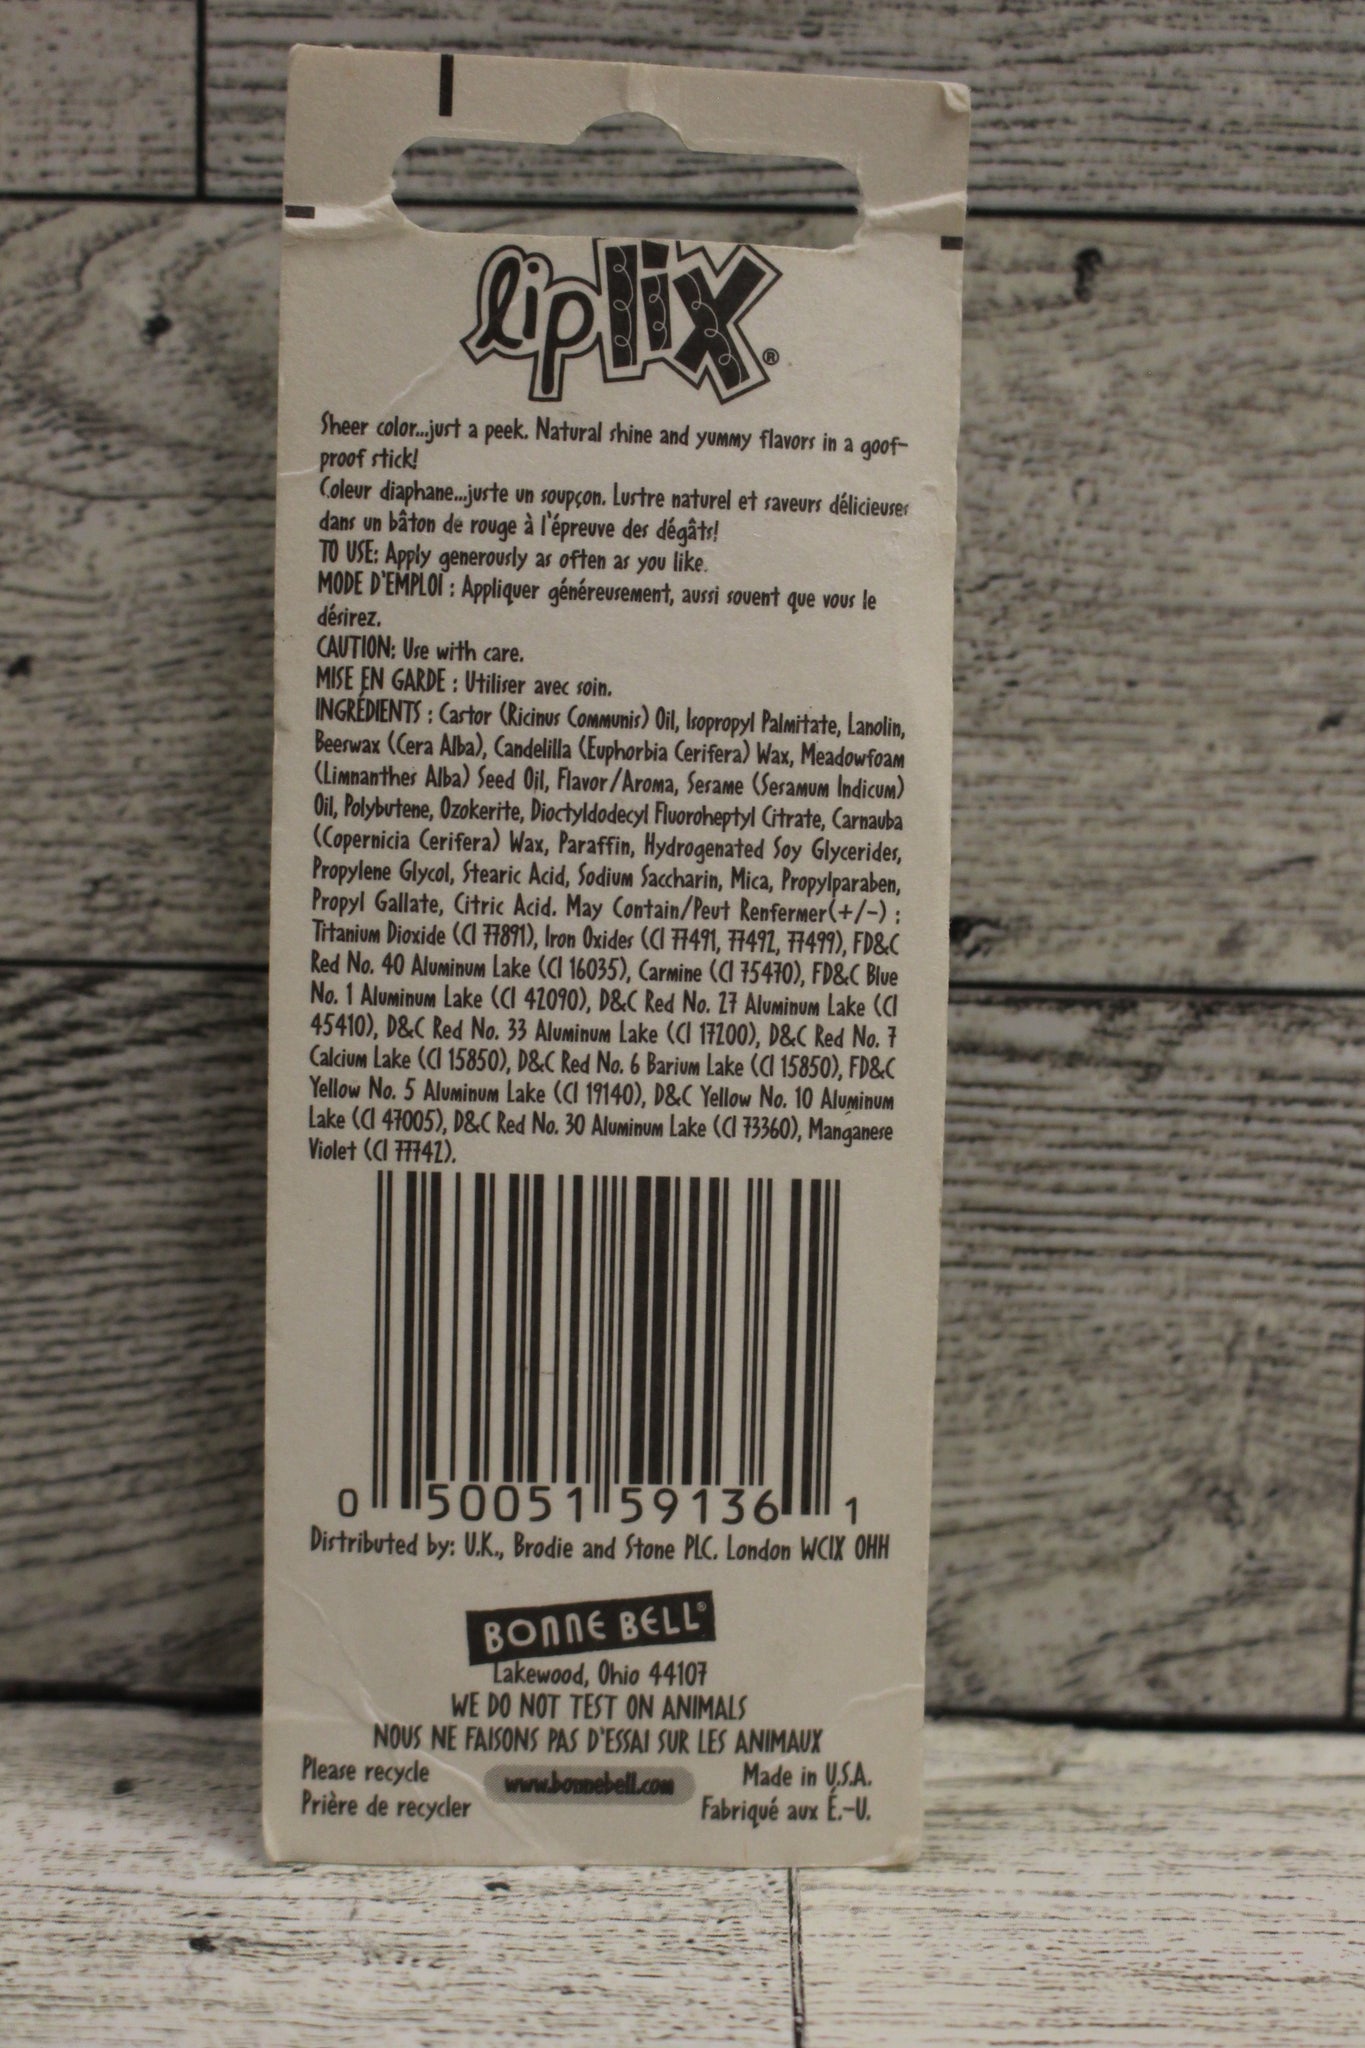 liplix®
Sheer color...just a peek. Natural shine and yummy flavors in a goof-
proof stick!
Coleur diaphane...juste un soupçon. Lustre naturel et saveurs délicieuses
dans un bâton de rouge à l'épreuve des dégâts!
TO USE: Apply generously as often as you like.
MODE D'EMPLOI : Appliquer généreusement, aussi souent que vous le
désirez.
CAUTION: Use with care.
MISE EN GARDE : Utiliser avec soin.
INGRÉDIENTS : Castor (Ricinus Communis) Oil, Isopropyl Palmitate, Lanolin,
Beeswax (Cera Alba), Candelilla (Euphorbia Cerifera) Wax, Meadowfoam
(Limnanthes Alba) Seed Oil, Flavor/Aroma, Sesame (Sesamum Indicum)
Oil, Polybutene, Ozokerite, Dioctyldodecyl Fluoroheptyl Citrate, Carnauba
(Copernicia Cerifera) Wax, Paraffin, Hydrogenated Soy Glycerides,
Propylene Glycol, Stearic Acid, Sodium Saccharin, Mica, Propylparaben,
Propyl Gallate, Citric Acid. May Contain/Peut Renfermer(+/-) :
Titanium Dioxide (CI 77891), Iron Oxides (CI 77491, 77492, 77499), FD&C
Red No. 40 Aluminum Lake (CI 16035), Carmine (CI 75470), FD&C Blue
No. 1 Aluminum Lake (CI 42090), D&C Red No. 27 Aluminum Lake (CI
45410), D&C Red No. 33 Aluminum Lake (CI 17200), D&C Red No. 7
Calcium Lake (CI 15850), D&C Red No. 6 Barium Lake (CI 15850), FD&C
Yellow No. 5 Aluminum Lake (CI 19140), D&C Yellow No. 10 Aluminum
Lake (CI 47005), D&C Red No. 30 Aluminum Lake (CI 73360), Manganese
Violet (CI 77742).
0 50051 59136 1
Distributed by: U.K., Brodie and Stone PLC. London WC1X OHH
BONNE BELL®
Lakewood, Ohio 44107
WE DO NOT TEST ON ANIMALS
NOUS NE FAISONS PAS D'ESSAI SUR LES ANIMAUX
Please recycle
Prière de recycler
www.bonnebell.com
Made in U.S.A.
Fabriqué aux É.-U.